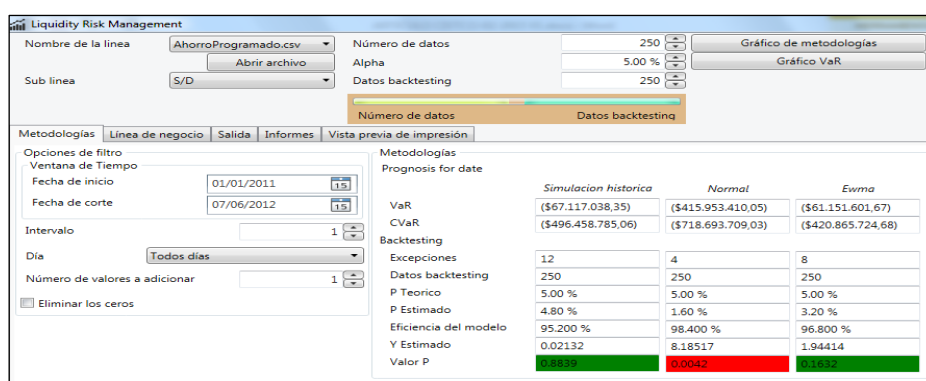 Liquidity Risk Management
Nombre de la linea AhorroProgramado.csv Número de datos 250 Gráfico de metodologías
Abrir archivo Alpha 5.00 % Gráfico VaR
Sub linea S/D Datos backtesting 250
Número de datos Datos backtesting
Metodologías Línea de negocio Salida Informes Vista previa de impresión
Opciones de filtro
Ventana de Tiempo
Fecha de inicio 01/01/2011 15
Fecha de corte 07/06/2012 15
Intervalo 1
Día Todos días
Número de valores a adicionar 1
Eliminar los ceros
Metodologías
Prognosis for date
Simulacion historica Normal Ewma
VaR ($67.117.038,35) ($415.953.410,05) ($61.151.601,67)
CVaR ($496.458.785,06) ($718.693.709,03) ($420.865.724,68)
Backtesting
Excepciones 12 4 8
Datos backtesting 250 250 250
P Teorico 5.00 % 5.00 % 5.00 %
P Estimado 4.80 % 1.60 % 3.20 %
Eficiencia del modelo 95.200 % 98.400 % 96.800 %
Y Estimado 0.02132 8.18517 1.94414
Valor P 0.8839 0.0042 0.1632